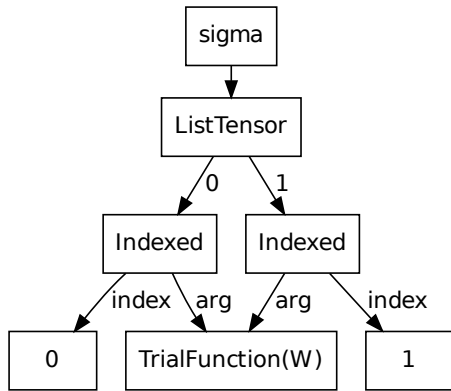 sigma
ListTensor
0 1
Indexed Indexed
index arg arg index
0 TrialFunction(W) 1